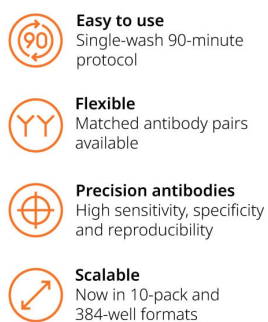 90
Easy to use
Single-wash 90-minute
protocol
YY
Flexible
Matched antibody pairs
available
Precision antibodies
High sensitivity, specificity
and reproducibility
Scalable
Now in 10-pack and
384-well formats